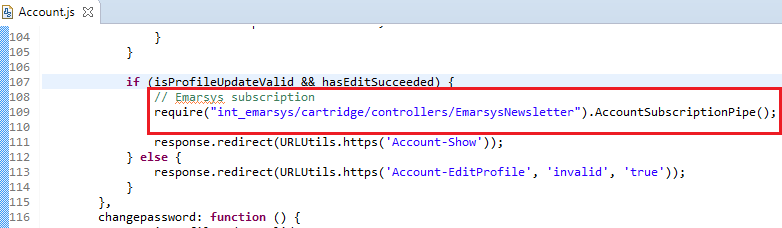 Account.js
104 }
105 }
106
107 if (isProfileUpdateValid && hasEditSucceeded) {
108 // Emarsys subscription
109 require("int_emarsys/cartridge/controllers/EmarsysNewsletter").AccountSubscriptionPipe();
110
111 response.redirect(URLUtils.https('Account-Show'));
112 } else {
113 response.redirect(URLUtils.https('Account-EditProfile', 'invalid', 'true'));
114 }
115 },
116 changepassword: function () {